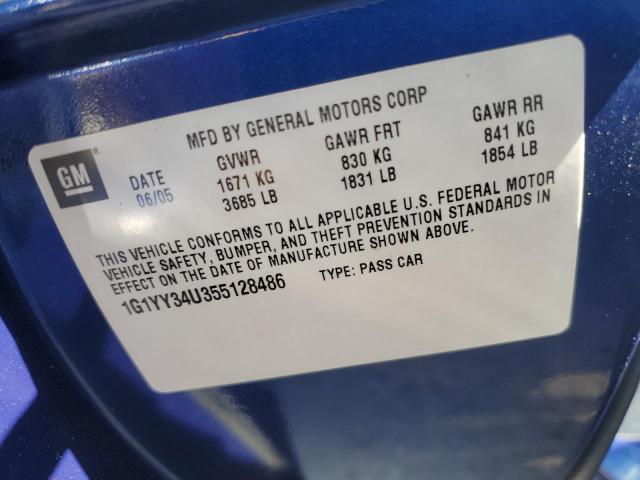 MFD BY GENERAL MOTORS CORP
GM
DATE GVWR GAWR FRT GAWR RR
06/05 1671 KG 830 KG 841 KG
3685 LB 1831 LB 1854 LB
THIS VEHICLE CONFORMS TO ALL APPLICABLE U.S. FEDERAL MOTOR
VEHICLE SAFETY, BUMPER, AND THEFT PREVENTION STANDARDS IN
EFFECT ON THE DATE OF MANUFACTURE SHOWN ABOVE.
1G1YY34U355128486 TYPE: PASS CAR